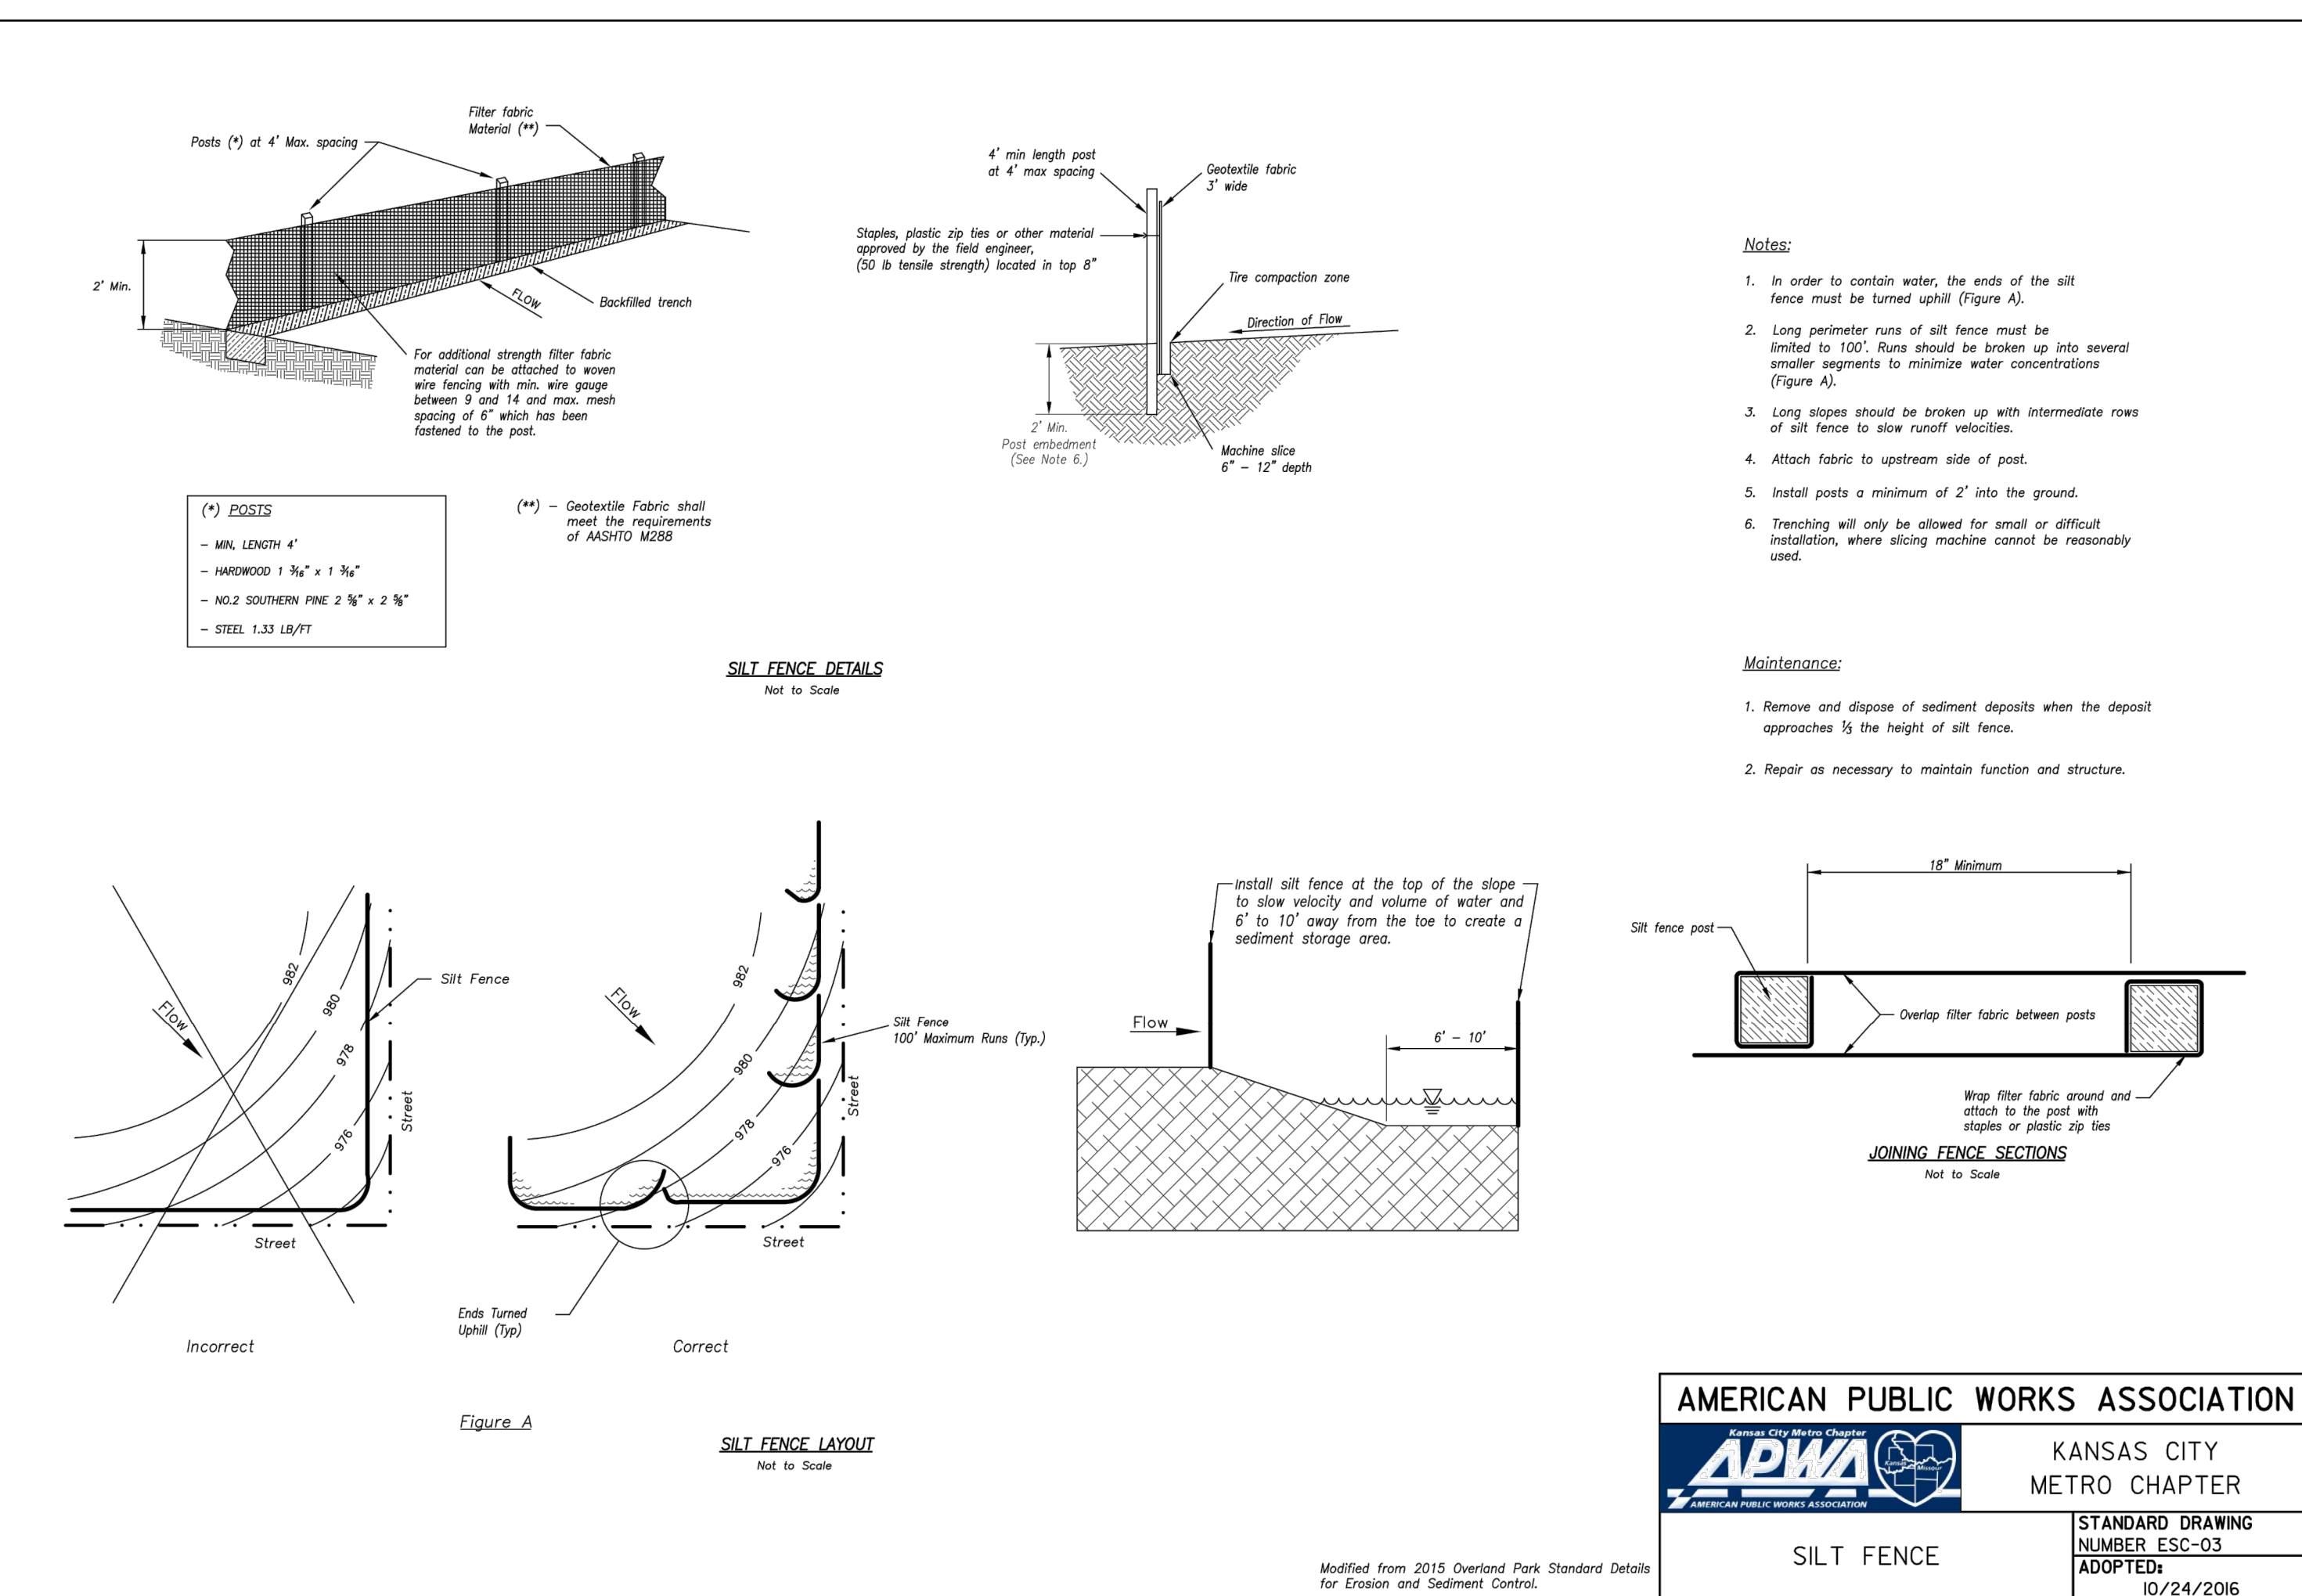 Filter fabric
Material (**)
Posts (*) at 4' Max. spacing
2' Min.
FLOW
Backfilled trench
For additional strength filter fabric
material can be attached to woven
wire fencing with min. wire gauge
between 9 and 14 and max. mesh
spacing of 6" which has been
fastened to the post.
4' min length post
at 4' max spacing
Geotextile fabric
3' wide
Staples, plastic zip ties or other material
approved by the field engineer,
(50 lb tensile strength) located in top 8"
Tire compaction zone
Direction of Flow
2' Min.
Post embedment
(See Note 6.)
Machine slice
6" – 12" depth
(*) POSTS
– MIN, LENGTH 4'
– HARDWOOD 1 3/16" x 1 3/16"
– NO.2 SOUTHERN PINE 2 5/8" x 2 5/8"
– STEEL 1.33 LB/FT
(**) – Geotextile Fabric shall
meet the requirements
of AASHTO M288
SILT FENCE DETAILS
Not to Scale
Notes:
1. In order to contain water, the ends of the silt
fence must be turned uphill (Figure A).
2. Long perimeter runs of silt fence must be
limited to 100'. Runs should be broken up into several
smaller segments to minimize water concentrations
(Figure A).
3. Long slopes should be broken up with intermediate rows
of silt fence to slow runoff velocities.
4. Attach fabric to upstream side of post.
5. Install posts a minimum of 2' into the ground.
6. Trenching will only be allowed for small or difficult
installation, where slicing machine cannot be reasonably
used.
Maintenance:
1. Remove and dispose of sediment deposits when the deposit
approaches 1/3 the height of silt fence.
2. Repair as necessary to maintain function and structure.
982
980
978
976
Flow
Silt Fence
Street
Street
Incorrect
982
980
978
976
Flow
Silt Fence
100' Maximum Runs (Typ.)
Street
Street
Ends Turned
Uphill (Typ)
Correct
Figure A
SILT FENCE LAYOUT
Not to Scale
Install silt fence at the top of the slope
to slow velocity and volume of water and
6' to 10' away from the toe to create a
sediment storage area.
Flow
6' – 10'
18" Minimum
Silt fence post
Overlap filter fabric between posts
Wrap filter fabric around and
attach to the post with
staples or plastic zip ties
JOINING FENCE SECTIONS
Not to Scale
Modified from 2015 Overland Park Standard Details
for Erosion and Sediment Control.
AMERICAN PUBLIC WORKS ASSOCIATION
Kansas City Metro Chapter
APWA
Kansas
Missouri
AMERICAN PUBLIC WORKS ASSOCIATION
KANSAS CITY
METRO CHAPTER
SILT FENCE
STANDARD DRAWING
NUMBER ESC-03
ADOPTED:
10/24/2016